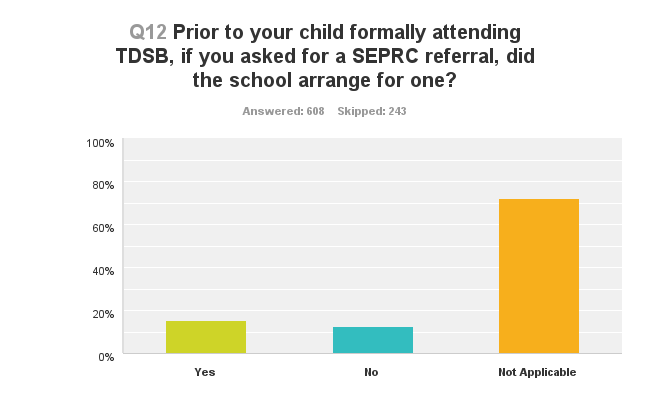 Q12 Prior to your child formally attending
TDSB, if you asked for a SEPRC referral, did
the school arrange for one?
Answered: 608 Skipped: 243
100%
80%
60%
40%
20%
0%
Yes No Not Applicable